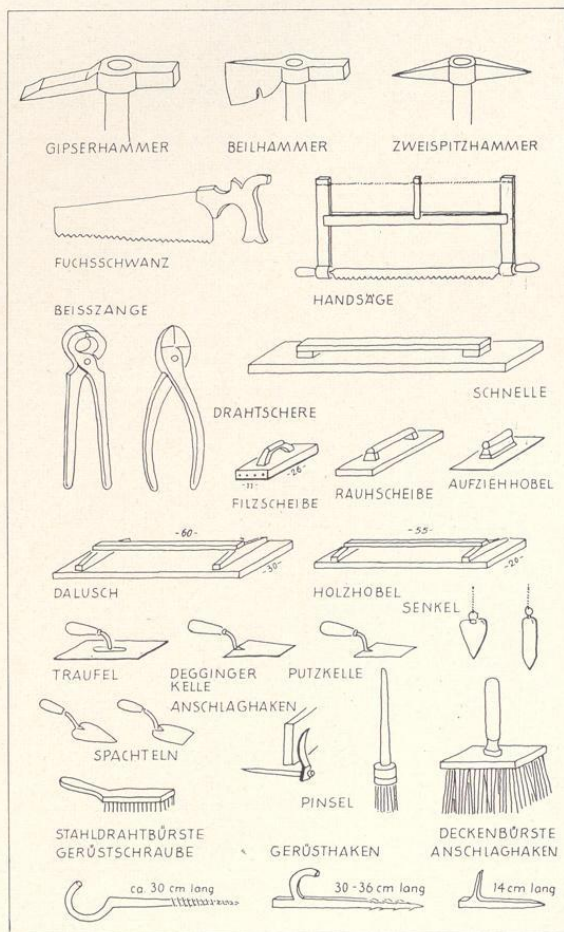 GIPSERHAMMER
BEILHAMMER
ZWEISPITZHAMMER
FUCHSSCHWANZ
HANDSÄGE
BEISSZANGE
DRAHTSCHERE
SCHNELLE
-11-
-26-
FILZSCHEIBE
RAUHSCHEIBE
AUFZIEHHOBEL
-60-
-30-
DALUSCH
-55-
-20-
HOLZHOBEL
SENKEL
TRAUFEL
DEGGINGER
KELLE
PUTZKELLE
SPACHTELN
ANSCHLAGHAKEN
PINSEL
STAHLDRAHTBÜRSTE
DECKENBÜRSTE
GERÜSTSCHRAUBE
GERÜSTHAKEN
ANSCHLAGHAKEN
ca. 30 cm lang
30-36 cm lang
14 cm lang